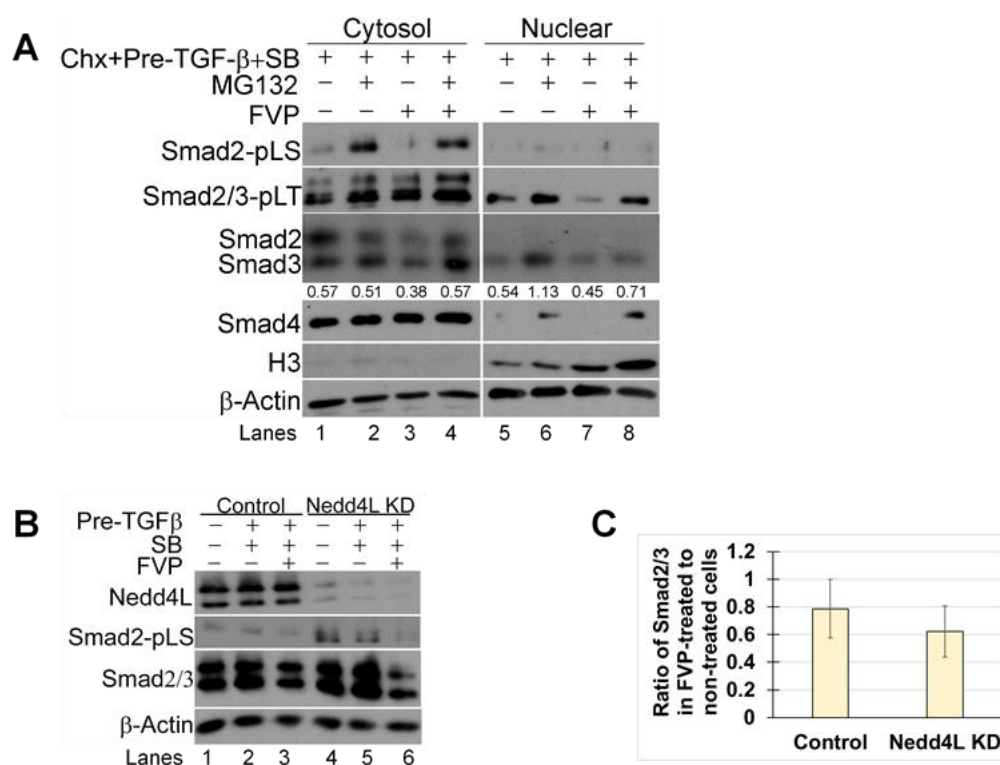 A
Cytosol Nuclear
Chx+Pre-TGF-β+SB + + + + + + + +
MG132 − + − + − + − +
FVP − − + + − − + +
Smad2-pLS
Smad2/3-pLT
Smad2
Smad3
0.57 0.51 0.38 0.57 0.54 1.13 0.45 0.71
Smad4
H3
β-Actin
Lanes 1 2 3 4 5 6 7 8
B
Control Nedd4L KD
Pre-TGFβ − + + − + +
SB − + + − + +
FVP + +
Nedd4L
Smad2-pLS
Smad2/3
β-Actin
Lanes 1 2 3 4 5 6
C
Ratio of Smad2/3
in FVP-treated to
non-treated cells
1.2
1
0.8
0.6
0.4
0.2
0
Control Nedd4L KD